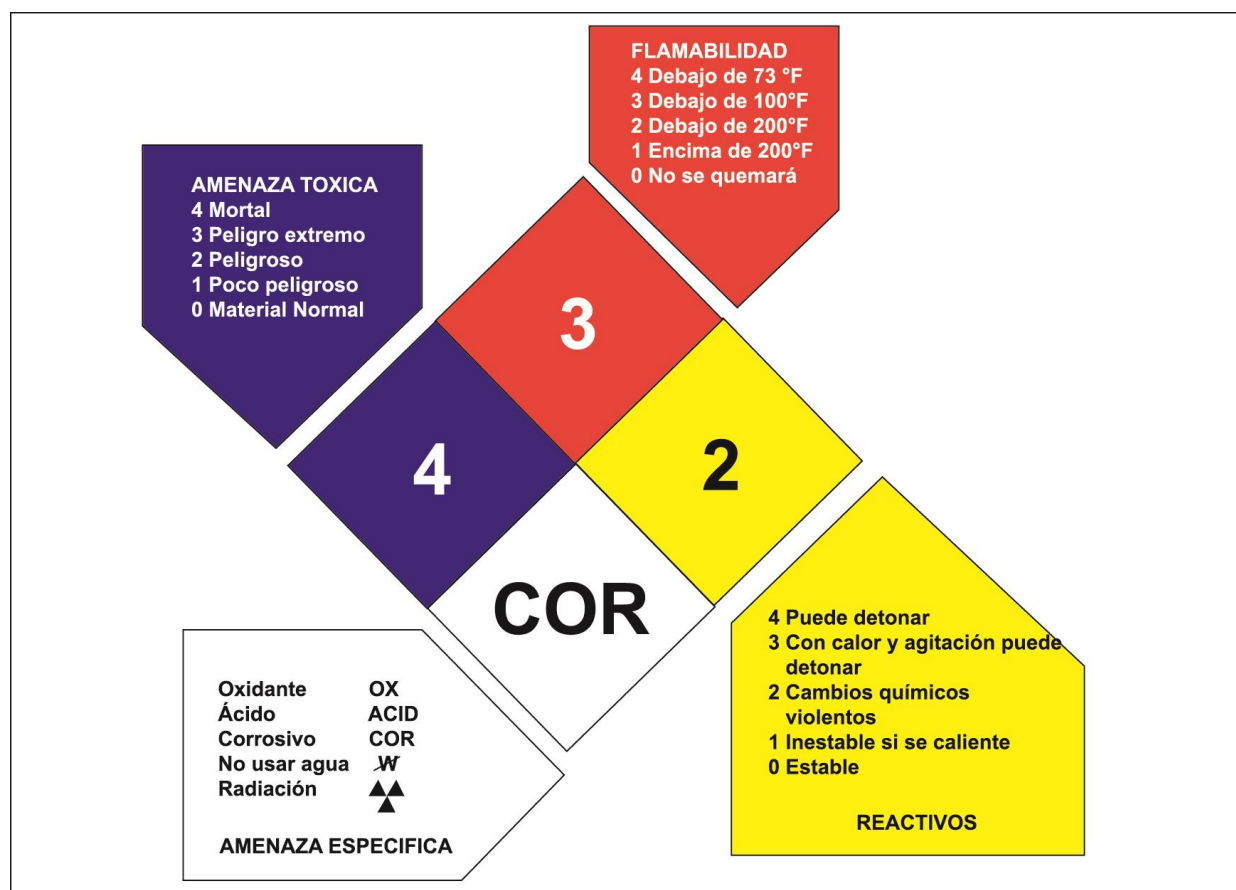 FLAMABILIDAD
4 Debajo de 73 °F
3 Debajo de 100°F
2 Debajo de 200°F
1 Encima de 200°F
0 No se quemará
AMENAZA TOXICA
4 Mortal
3 Peligro extremo
2 Peligroso
1 Poco peligroso
0 Material Normal
3
4
2
COR
Oxidante OX
Ácido ACID
Corrosivo COR
No usar agua W
Radiación
AMENAZA ESPECIFICA
4 Puede detonar
3 Con calor y agitación puede
detonar
2 Cambios químicos
violentos
1 Inestable si se caliente
0 Estable
REACTIVOS